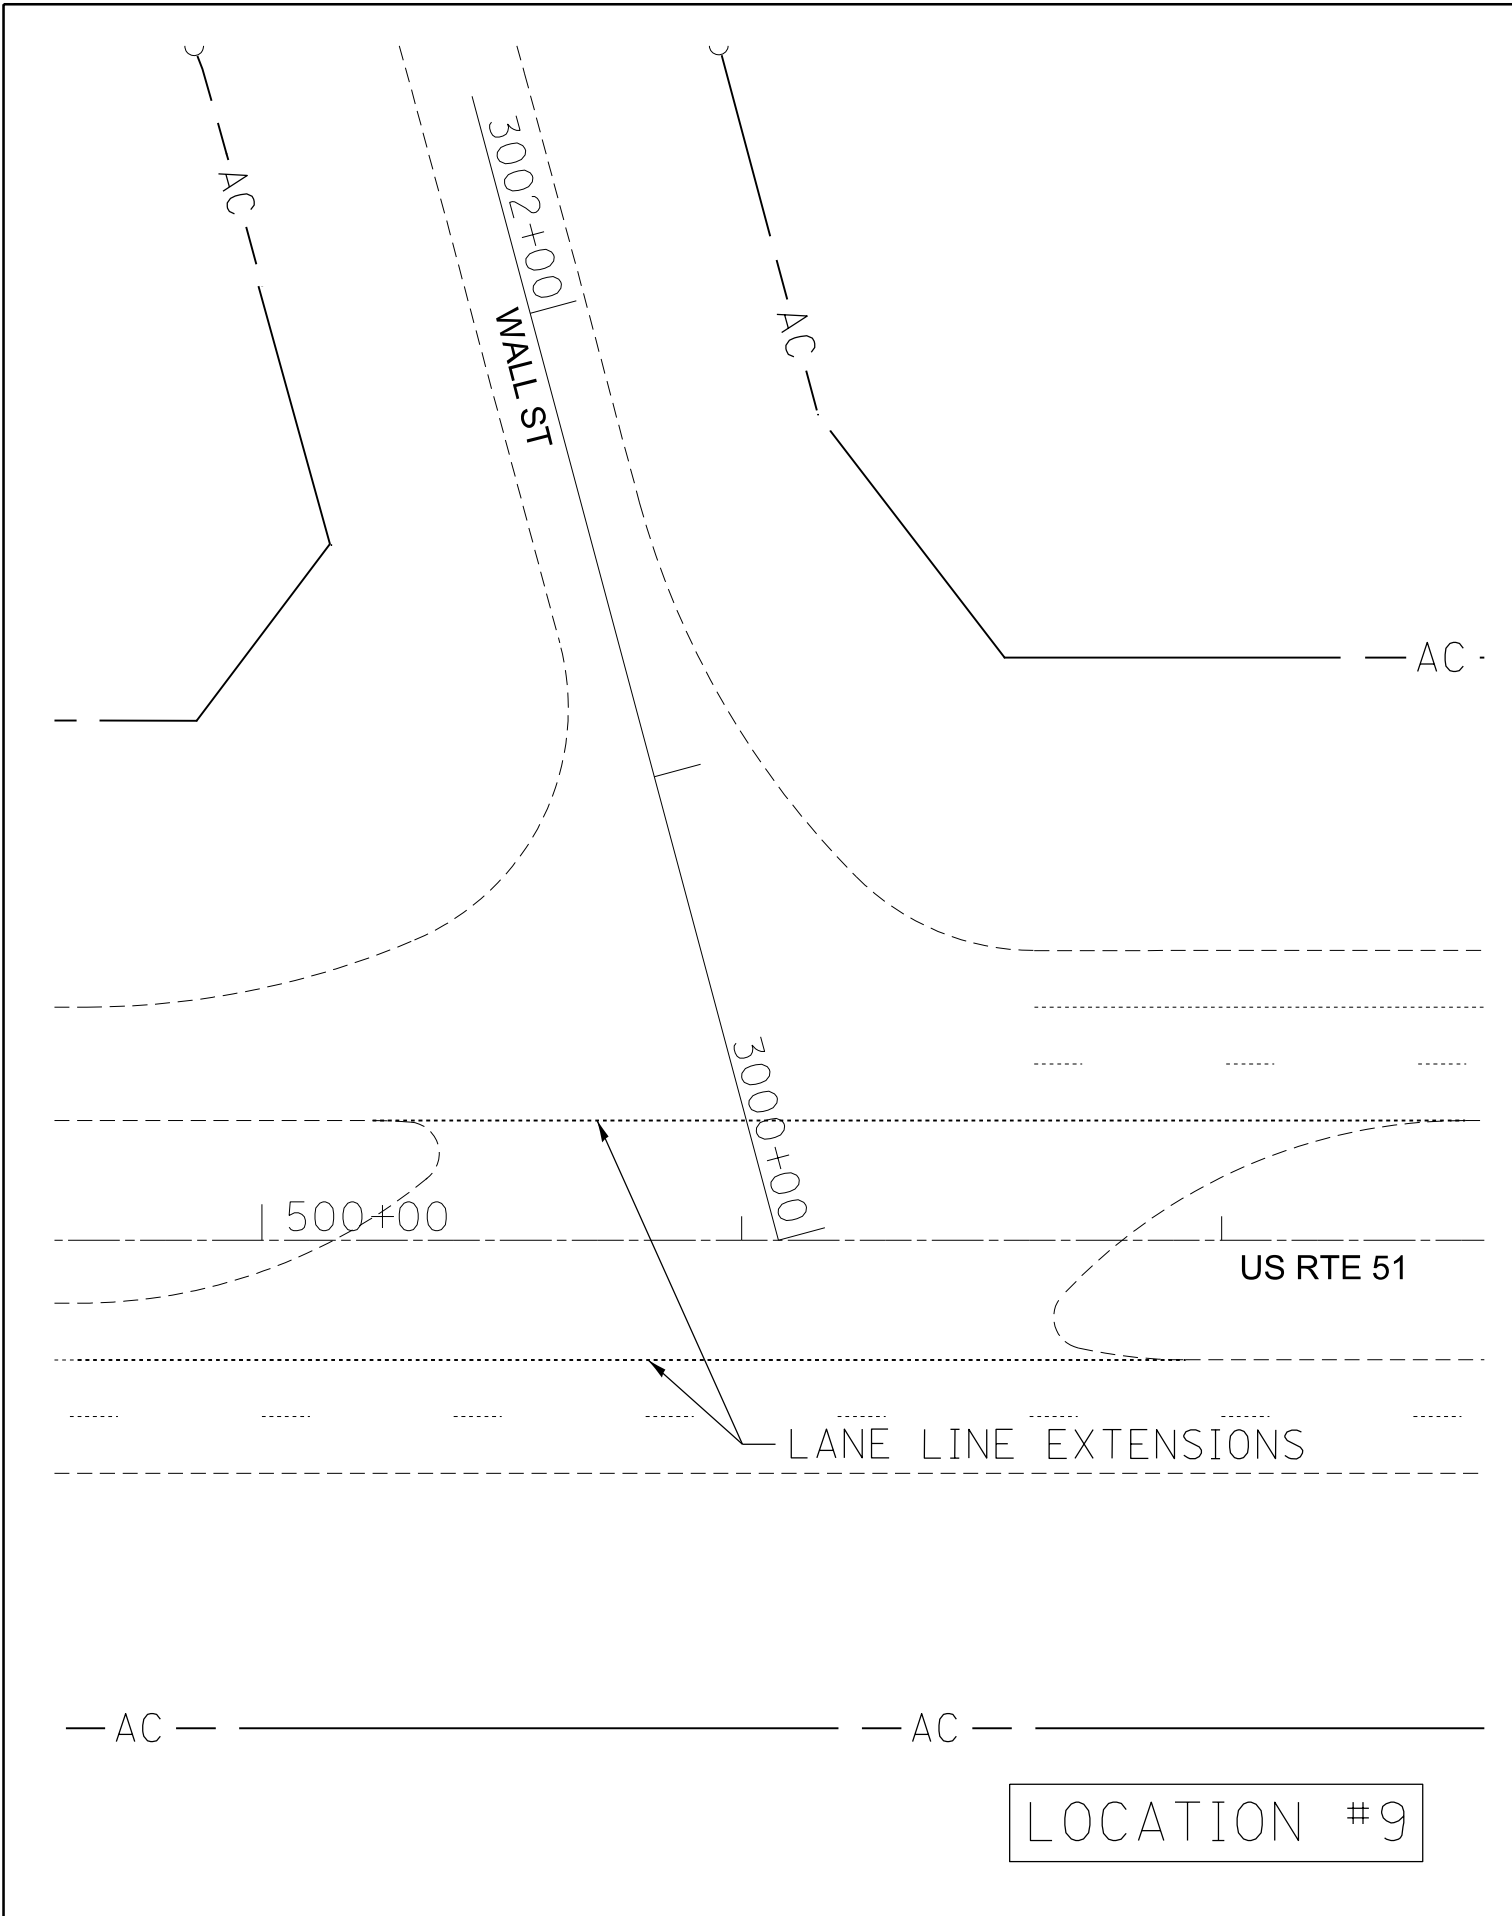 3002+00
AC
AC
WALL ST
AC
3000+00
500+00
US RTE 51
LANE LINE EXTENSIONS
AC
AC
LOCATION #9